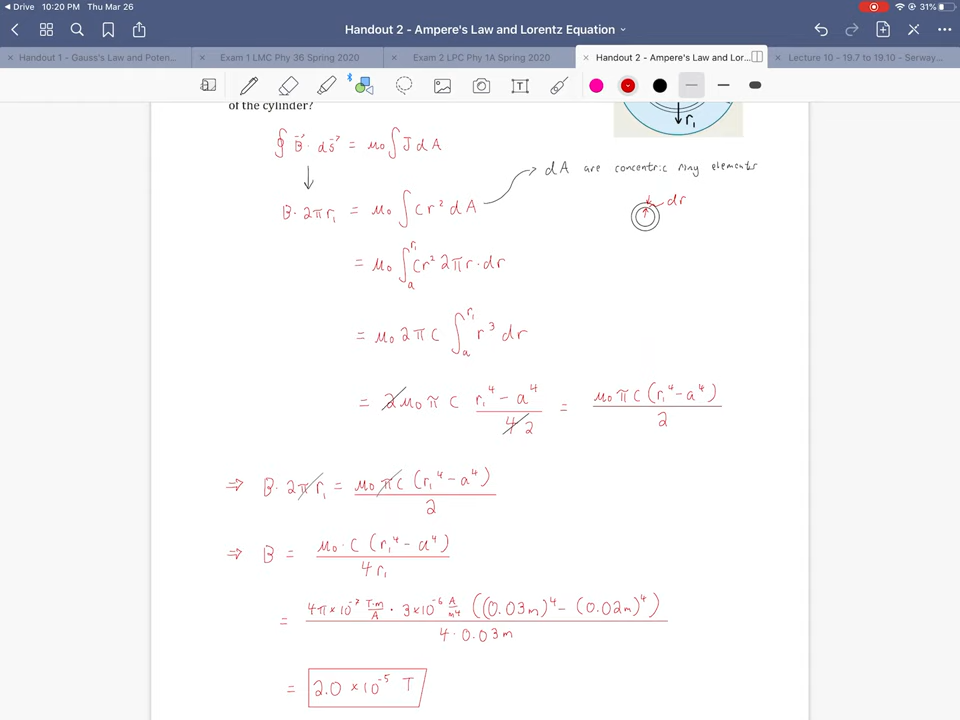 Drive 10:20 PM Thu Mar 26 31%
Handout 2 - Ampere's Law and Lorentz Equation
Handout 1 - Gauss's Law and Poten... Exam 1 LMC Phy 36 Spring 2020 Exam 2 LPC Phy 1A Spring 2020 Handout 2 - Ampere's Law and Lor... Lecture 10 - 19.7 to 19.10 - Serway...
of the cylinder?
r₁
∮ B⃗ · ds⃗ = μ₀ ∫ J dA
dA are concentric ring elements
dr
B · 2πr₁ = μ₀ ∫ Cr² dA
= μ₀ ∫ₐ^r₁ Cr² 2πr · dr
= μ₀ 2π C ∫ₐ^r₁ r³ dr
= 2μ₀ π C (r₁⁴ − a⁴)/(4 2) = μ₀ π C (r₁⁴ − a⁴)/2
⇒ B · 2π r₁ = μ₀ π C (r₁⁴ − a⁴)/2
⇒ B = μ₀ · C (r₁⁴ − a⁴)/4r₁
= 4π × 10⁻⁷ T·m/A · 3 × 10⁻⁶ A/m⁴ ((0.03m)⁴ − (0.02m)⁴)/4 · 0.03m
= 2.0 × 10⁻⁵ T